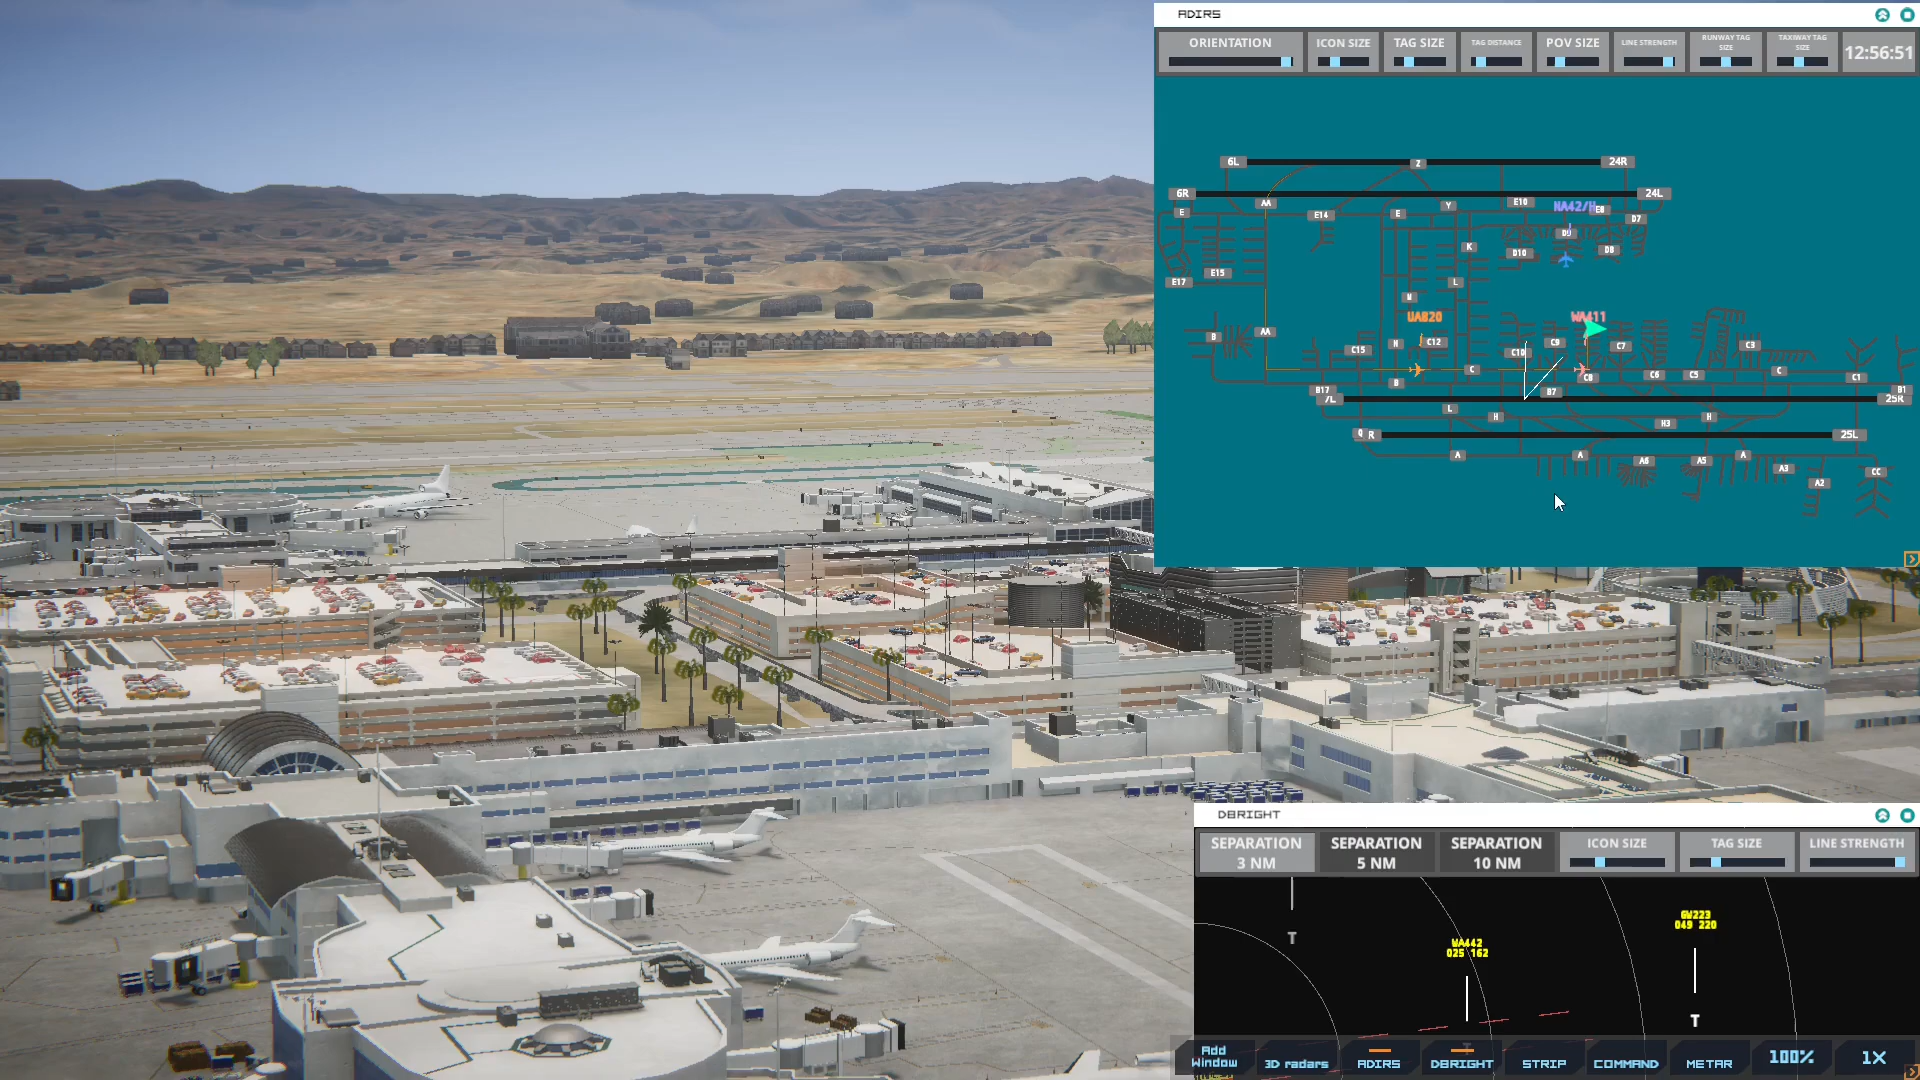 ADIRS
ORIENTATION
ICON SIZE
TAG SIZE
TAG DISTANCE
POV SIZE
LINE STRENGTH
RUNWAY TAG
SIZE
TAXIWAY TAG
SIZE
12:56:51
6L
Z
24R
6R
24L
AA
E
E14
E
Y
E10
HA42/H
E8
D7
D9
K
D10
D8
E15
E17
L
M
UA820
WA411
AA
B
C15
H
C12
C10
C9
C7
C3
C
C8
C6
C5
C
C1
B
B17
B7
B1
7L
25R
L
H
H
H3
Q
R
25L
A
A
A6
A5
A
A3
A2
CC
DBRIGHT
SEPARATION
3 NM
SEPARATION
5 NM
SEPARATION
10 NM
ICON SIZE
TAG SIZE
LINE STRENGTH
GW223
049 220
WA442
025 162
T
T
T
Add
Window
3D radars
ADIRS
DBRIGHT
STRIP
COMMAND
METAR
100%
1X